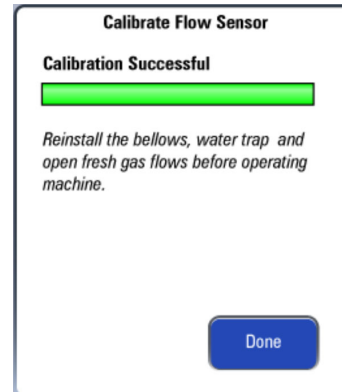 Calibrate Flow Sensor
Calibration Successful
Reinstall the bellows, water trap and
open fresh gas flows before operating
machine.
Done